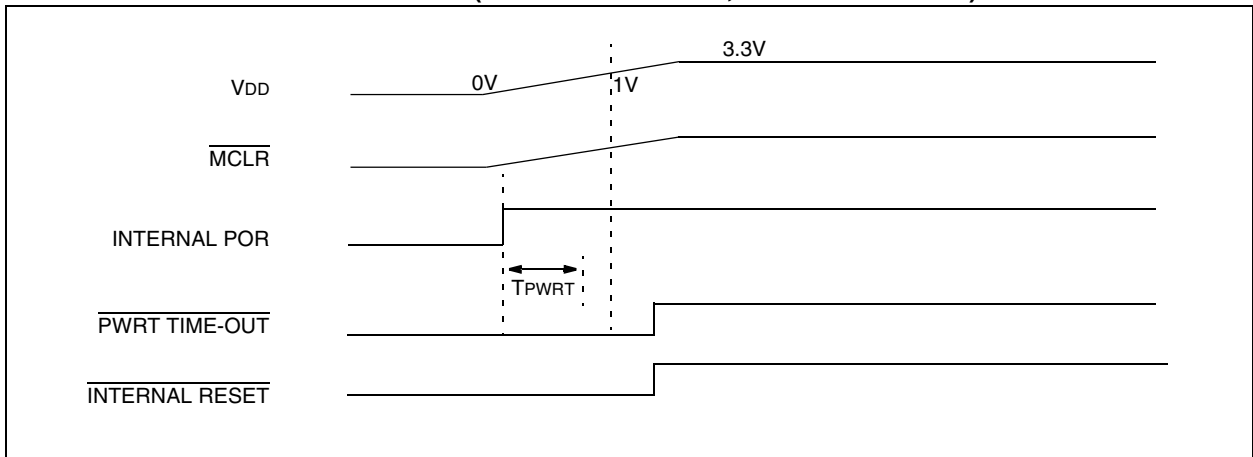 3.3V
VDD
0V
1V
MCLR
INTERNAL POR
TPWRT
PWRT TIME-OUT
INTERNAL RESET